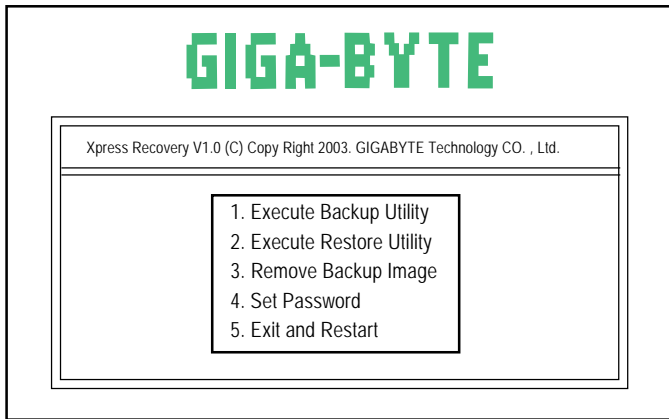 GIGA-BYTE
Xpress Recovery V1.0 (C) Copy Right 2003. GIGABYTE Technology CO. , Ltd.
1. Execute Backup Utility
2. Execute Restore Utility
3. Remove Backup Image
4. Set Password
5. Exit and Restart